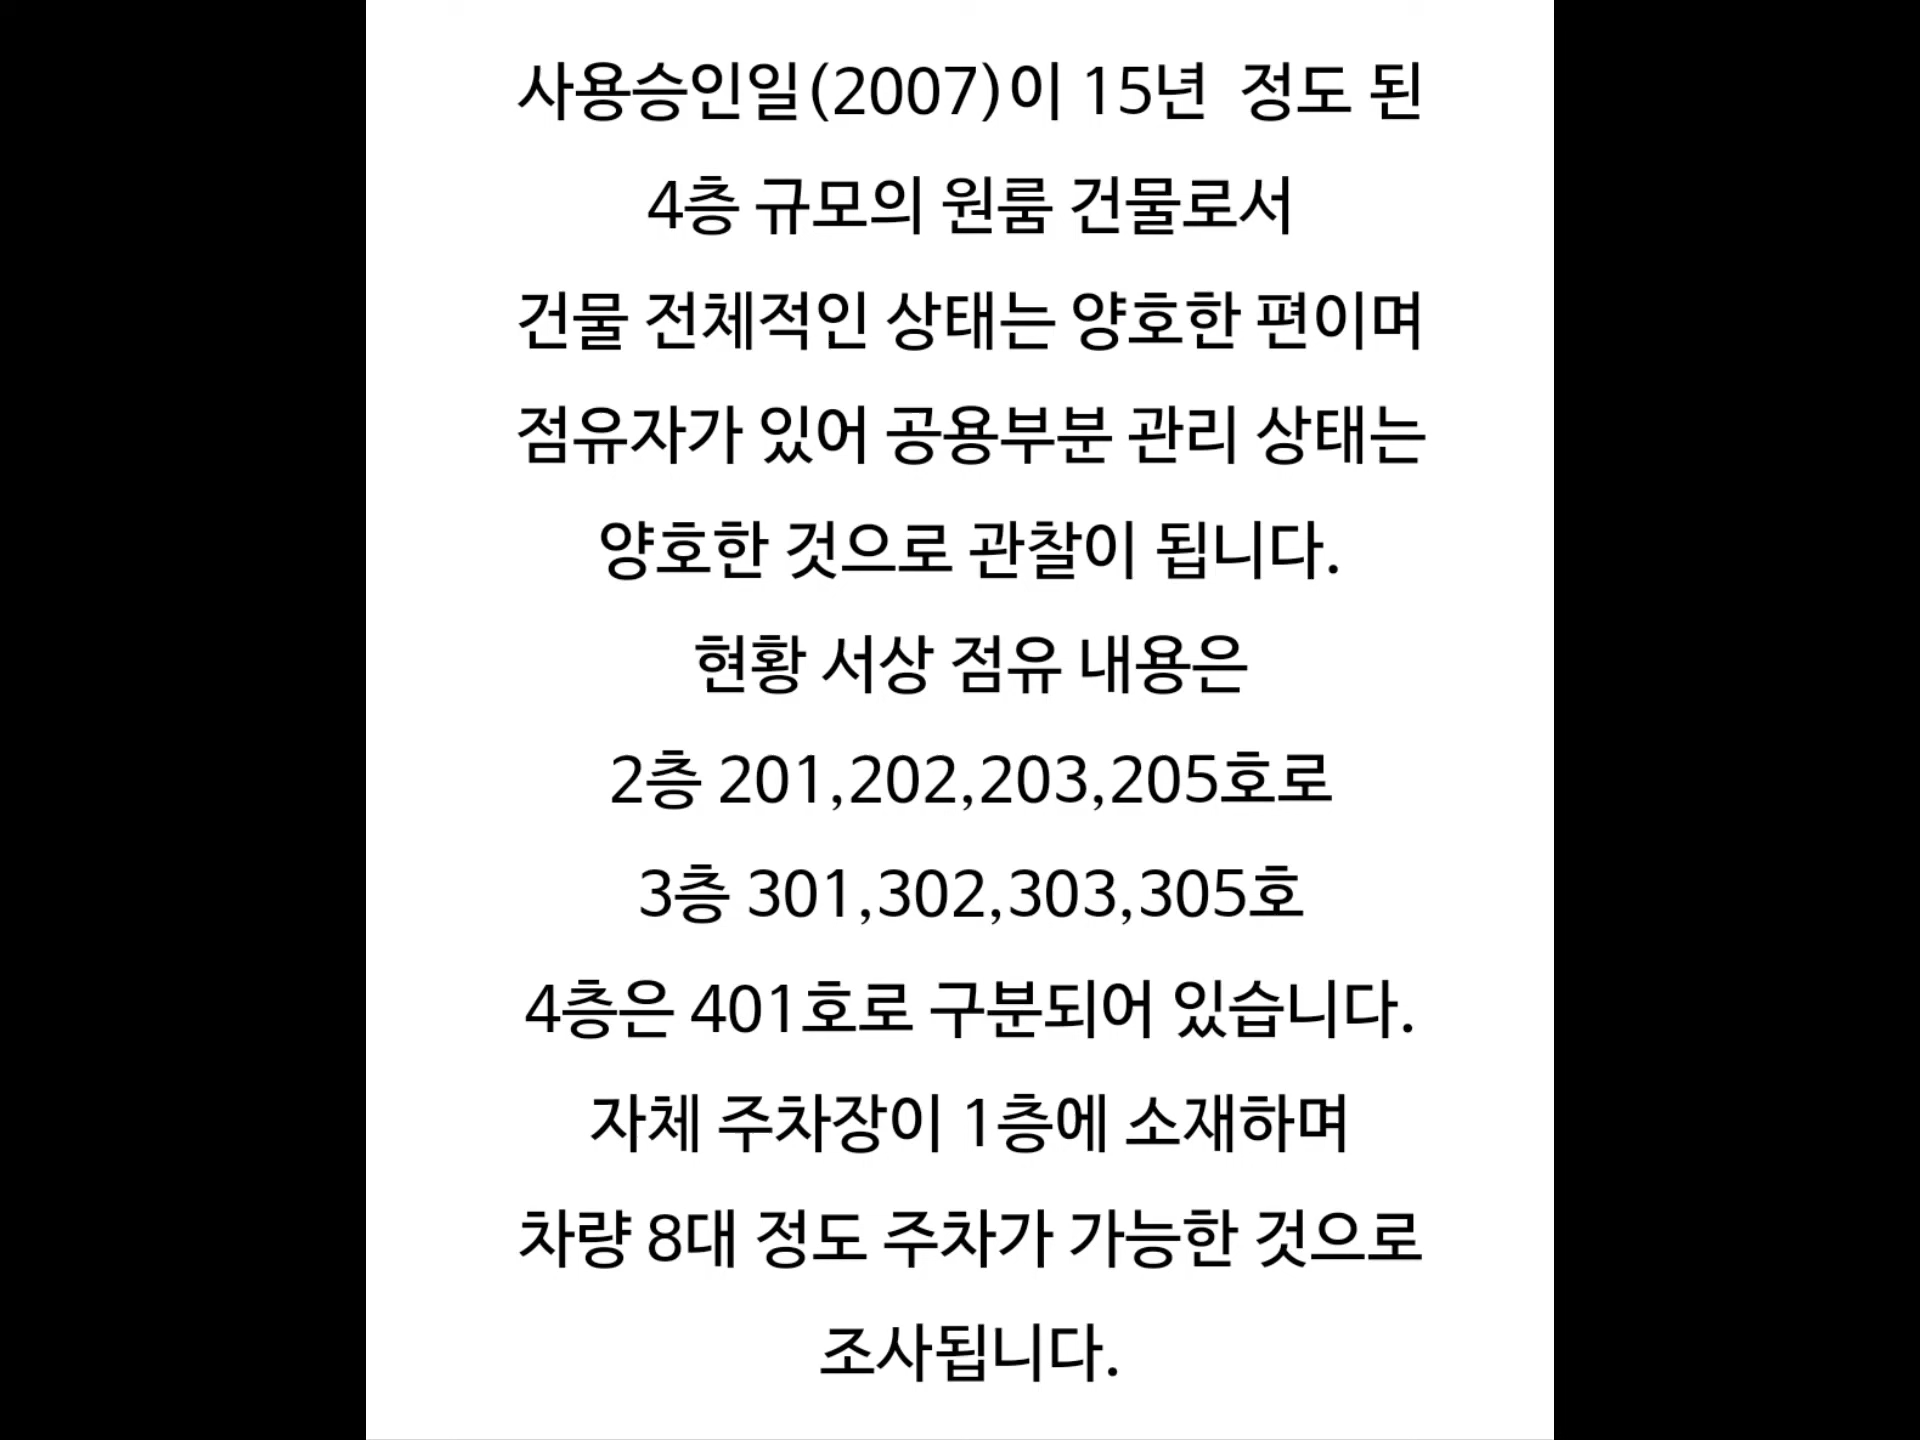 사용승인일(2007)이 15년  정도 된
4층 규모의 원룸 건물로서
건물 전체적인 상태는 양호한 편이며
점유자가 있어 공용부분 관리 상태는
양호한 것으로 관찰이 됩니다.
현황 서상 점유 내용은
2층 201,202,203,205호로
3층 301,302,303,305호
4층은 401호로 구분되어 있습니다.
자체 주차장이 1층에 소재하며
차량 8대 정도 주차가 가능한 것으로
조사됩니다.